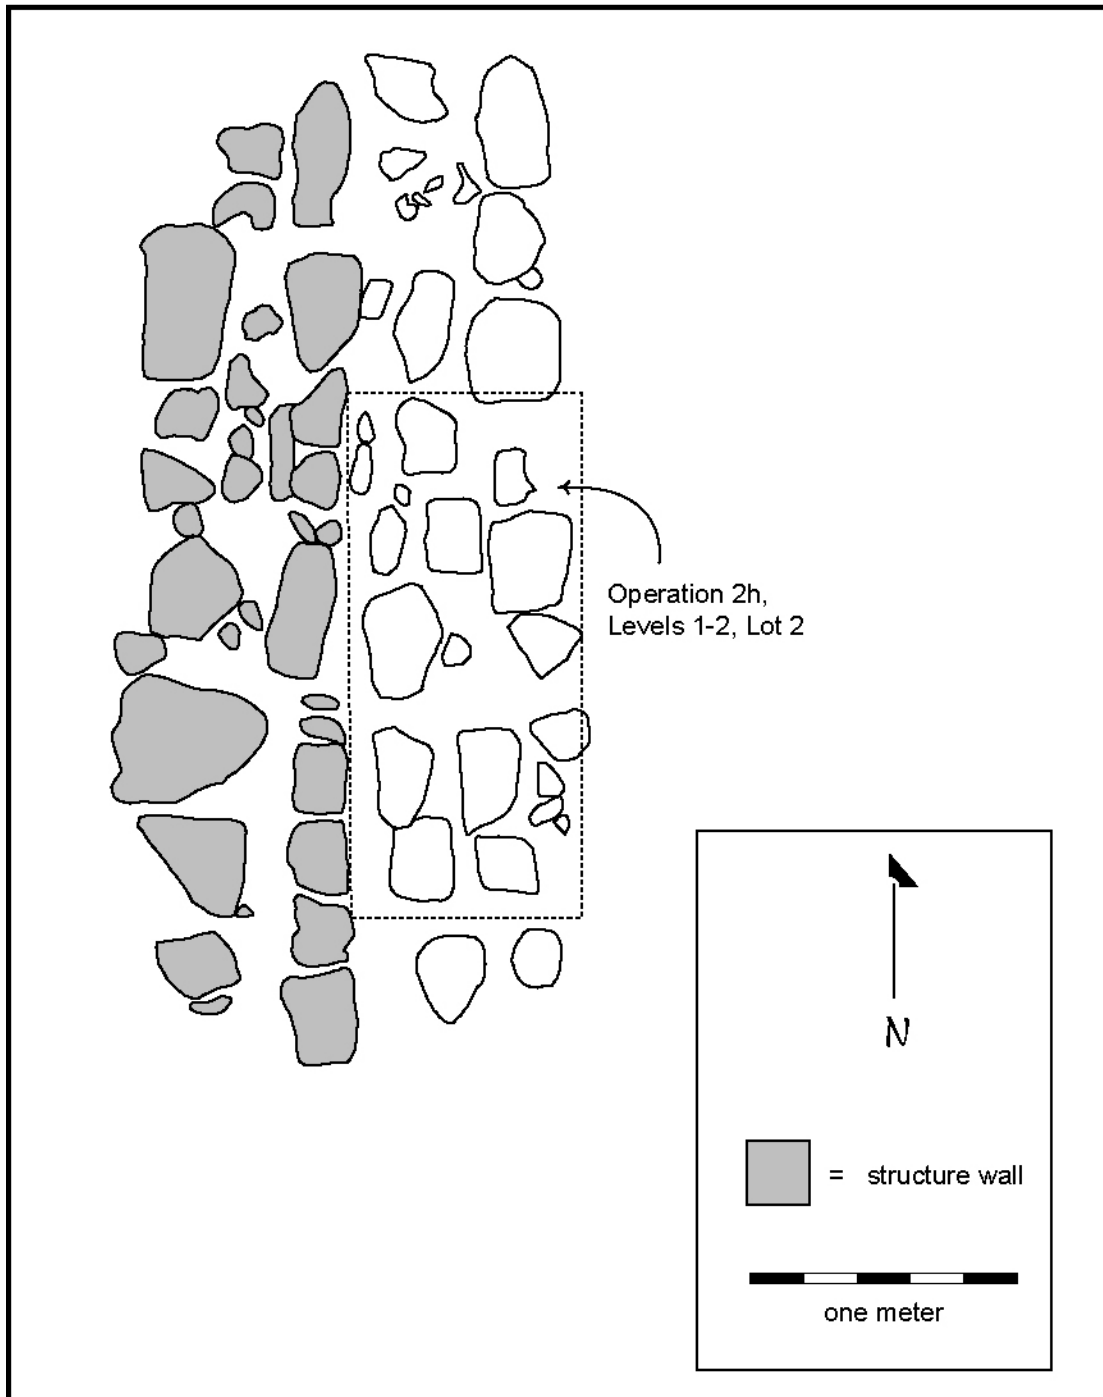 Operation 2h,
Levels 1-2, Lot 2
N
= structure wall
one meter